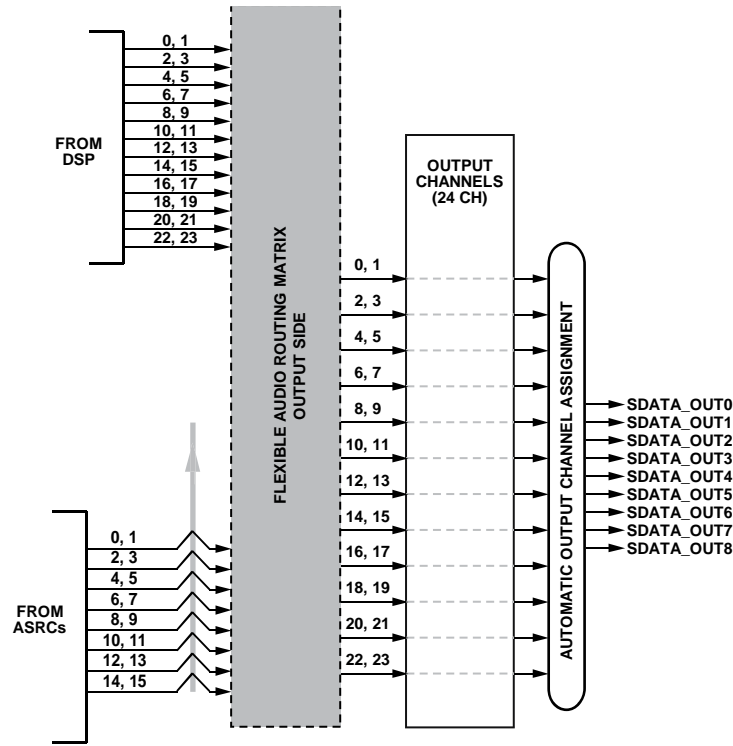 FROM
DSP
0, 1
2, 3
4, 5
6, 7
8, 9
10, 11
12, 13
14, 15
16, 17
18, 19
20, 21
22, 23
FROM
ASRCs
0, 1
2, 3
4, 5
6, 7
8, 9
10, 11
12, 13
14, 15
FLEXIBLE AUDIO ROUTING MATRIX
OUTPUT SIDE
0, 1
2, 3
4, 5
6, 7
8, 9
10, 11
12, 13
14, 15
16, 17
18, 19
20, 21
22, 23
OUTPUT
CHANNELS
(24 CH)
AUTOMATIC OUTPUT CHANNEL ASSIGNMENT
SDATA_OUT0
SDATA_OUT1
SDATA_OUT2
SDATA_OUT3
SDATA_OUT4
SDATA_OUT5
SDATA_OUT6
SDATA_OUT7
SDATA_OUT8